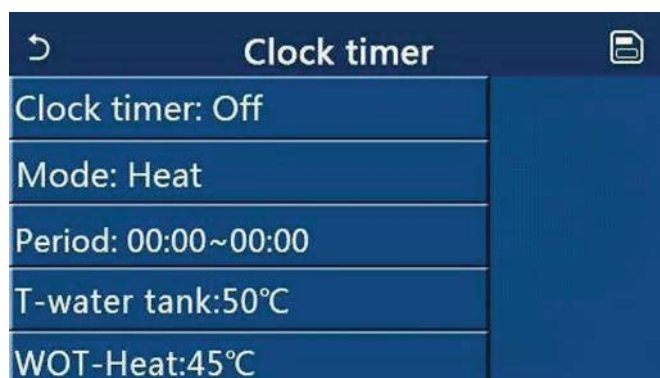 Clock timer
Clock timer: Off
Mode: Heat
Period: 00:00~00:00
T-water tank:50℃
WOT-Heat:45℃